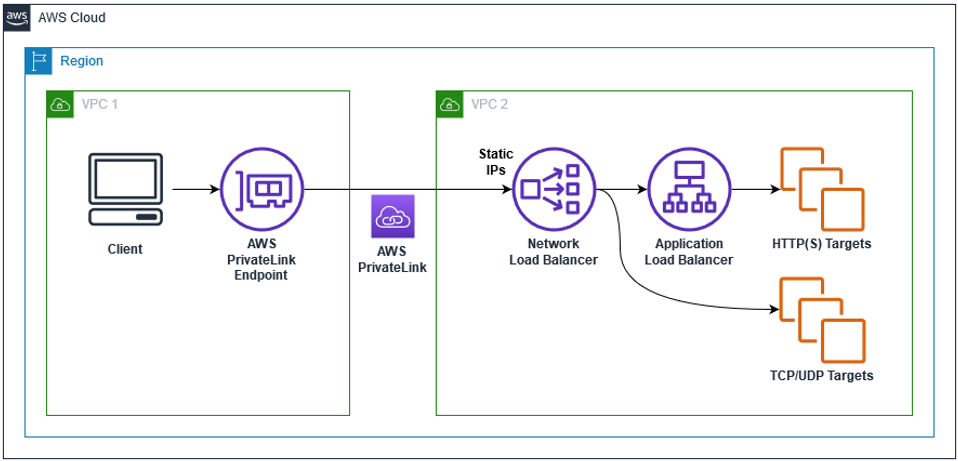 aws
AWS Cloud
Region
VPC 1
VPC 2
Client
AWS
PrivateLink
Endpoint
AWS
PrivateLink
Static
IPs
Network
Load Balancer
Application
Load Balancer
HTTP(S) Targets
TCP/UDP Targets